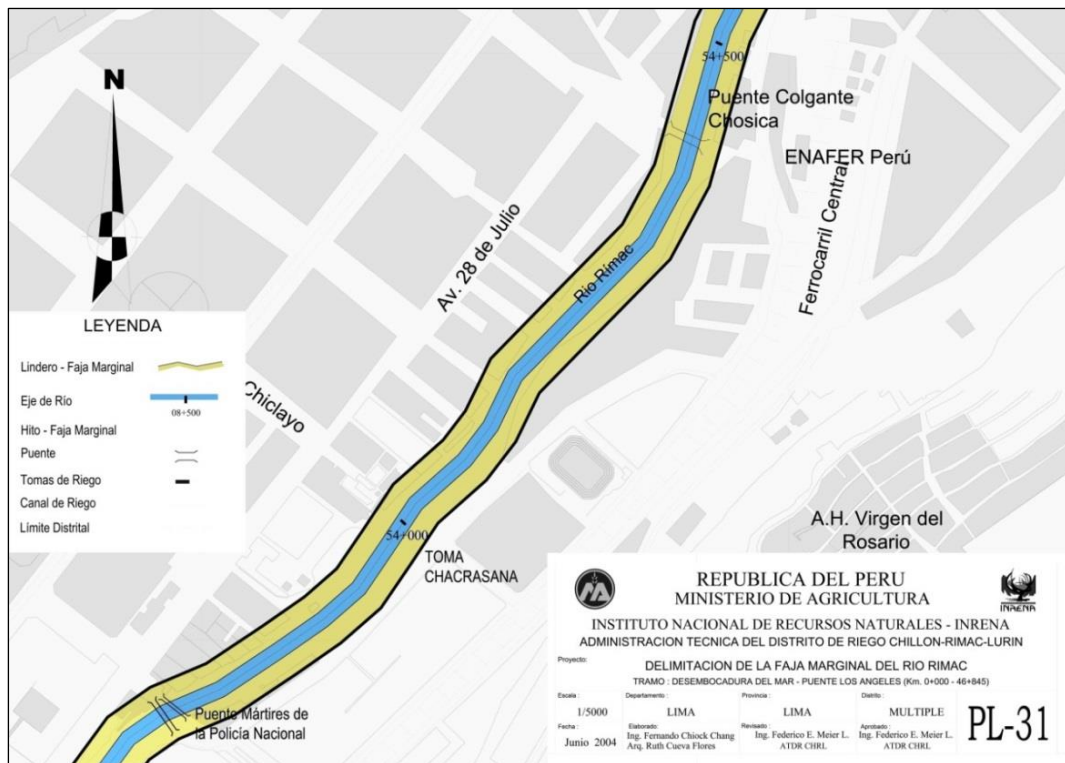 54+500
Puente Colgante
Chosica
N
ENAFER Perú
Ferrocarril Central
Av. 28 de Julio
Rio Rimac
LEYENDA
Lindero - Faja Marginal
Eje de Río
08+500
Hito - Faja Marginal
Puente
Tomas de Riego
Canal de Riego
Límite Distrital
Chiclayo
54+000
TOMA
CHACRASANA
A.H. Virgen del
Rosario
Puente Mártires de
la Policía Nacional
REPUBLICA DEL PERU
MINISTERIO DE AGRICULTURA
INRENA
INSTITUTO NACIONAL DE RECURSOS NATURALES - INRENA
ADMINISTRACION TECNICA DEL DISTRITO DE RIEGO CHILLON-RIMAC-LURIN
Proyecto:
DELIMITACION DE LA FAJA MARGINAL DEL RIO RIMAC
TRAMO : DESEMBOCADURA DEL MAR - PUENTE LOS ANGELES (Km. 0+000 - 46+845)
Escala : Departamento : Provincia : Distrito :
1/5000 LIMA LIMA MULTIPLE
PL-31
Fecha : Elaborado: Revisado : Aprobado :
Junio 2004 Ing. Fernando Chiock Chang Ing. Federico E. Meier L. Ing. Federico E. Meier L.
Arq. Ruth Cueva Flores ATDR CHRL ATDR CHRL